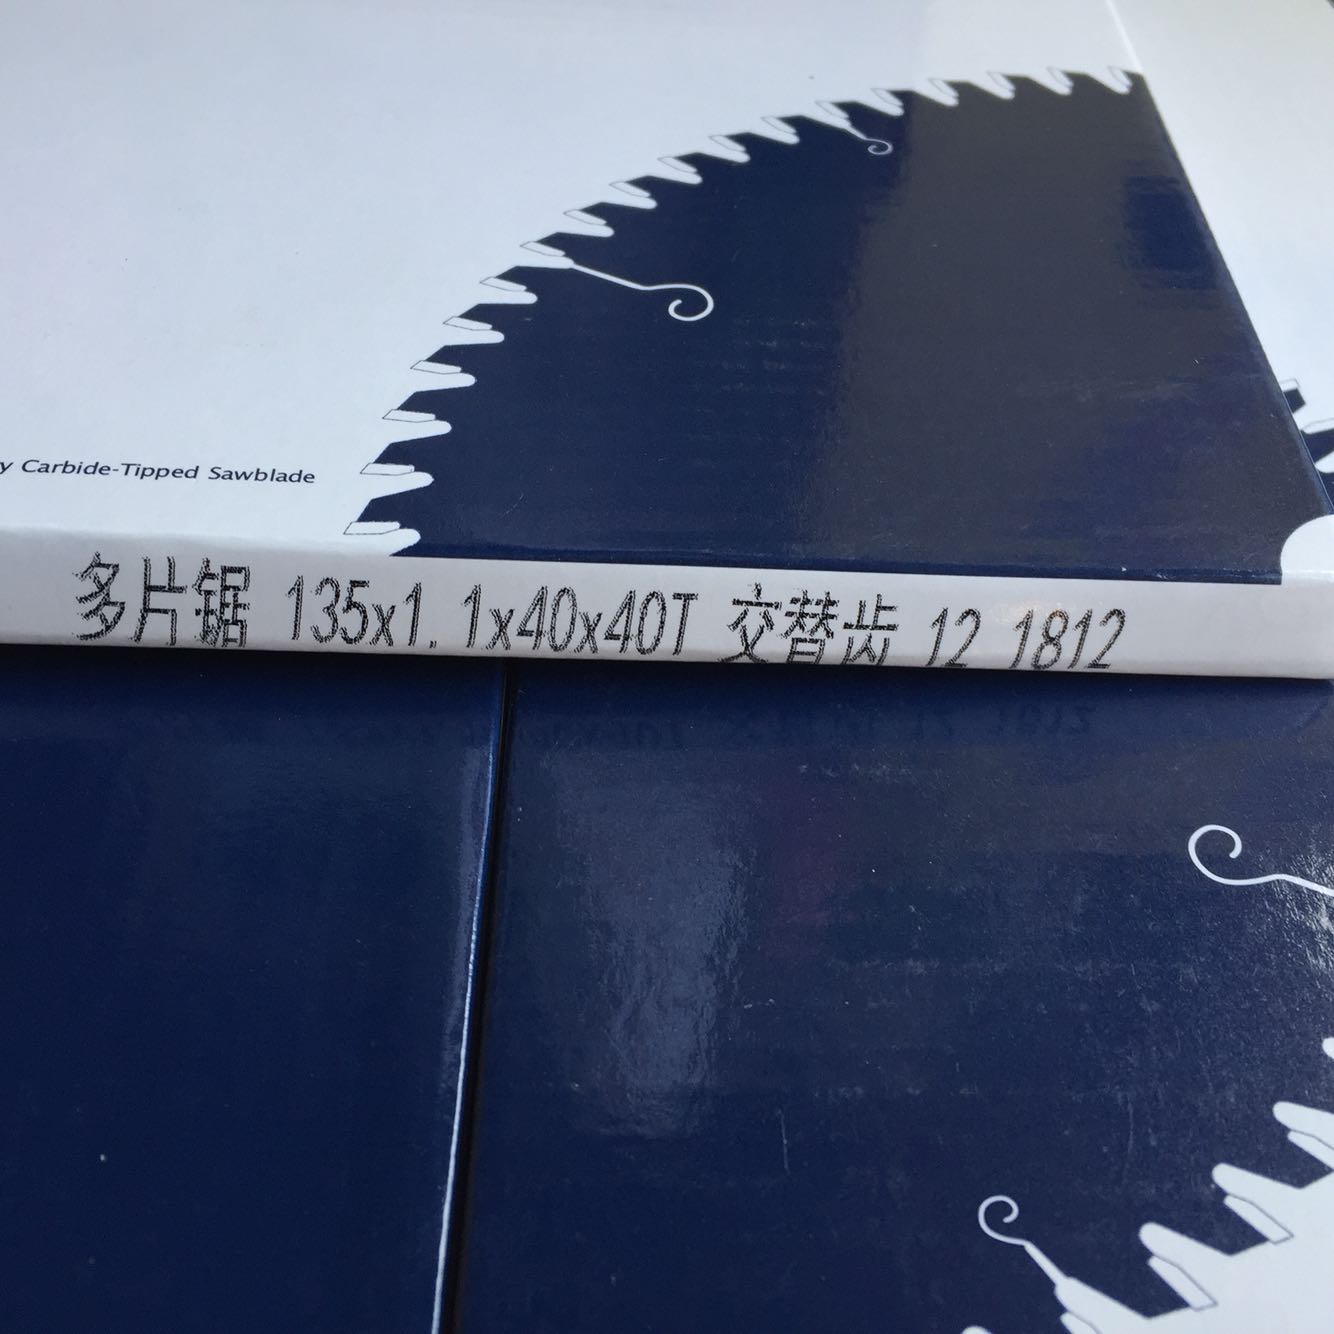 Carbide-Tipped Sawblade
多片锯 135x1.1x40x40T 交替齿 12 1812